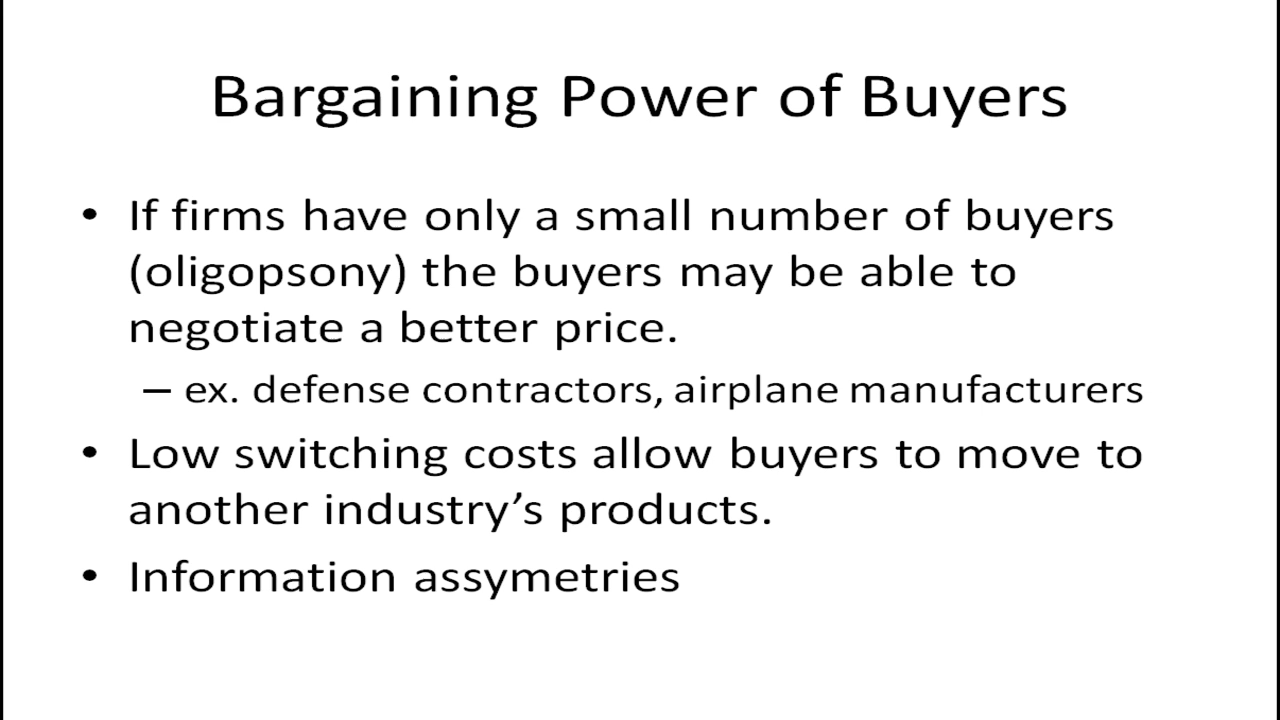 Bargaining Power of Buyers
• If firms have only a small number of buyers
(oligopsony) the buyers may be able to
negotiate a better price.
– ex. defense contractors, airplane manufacturers
• Low switching costs allow buyers to move to
another industry’s products.
• Information assymetries